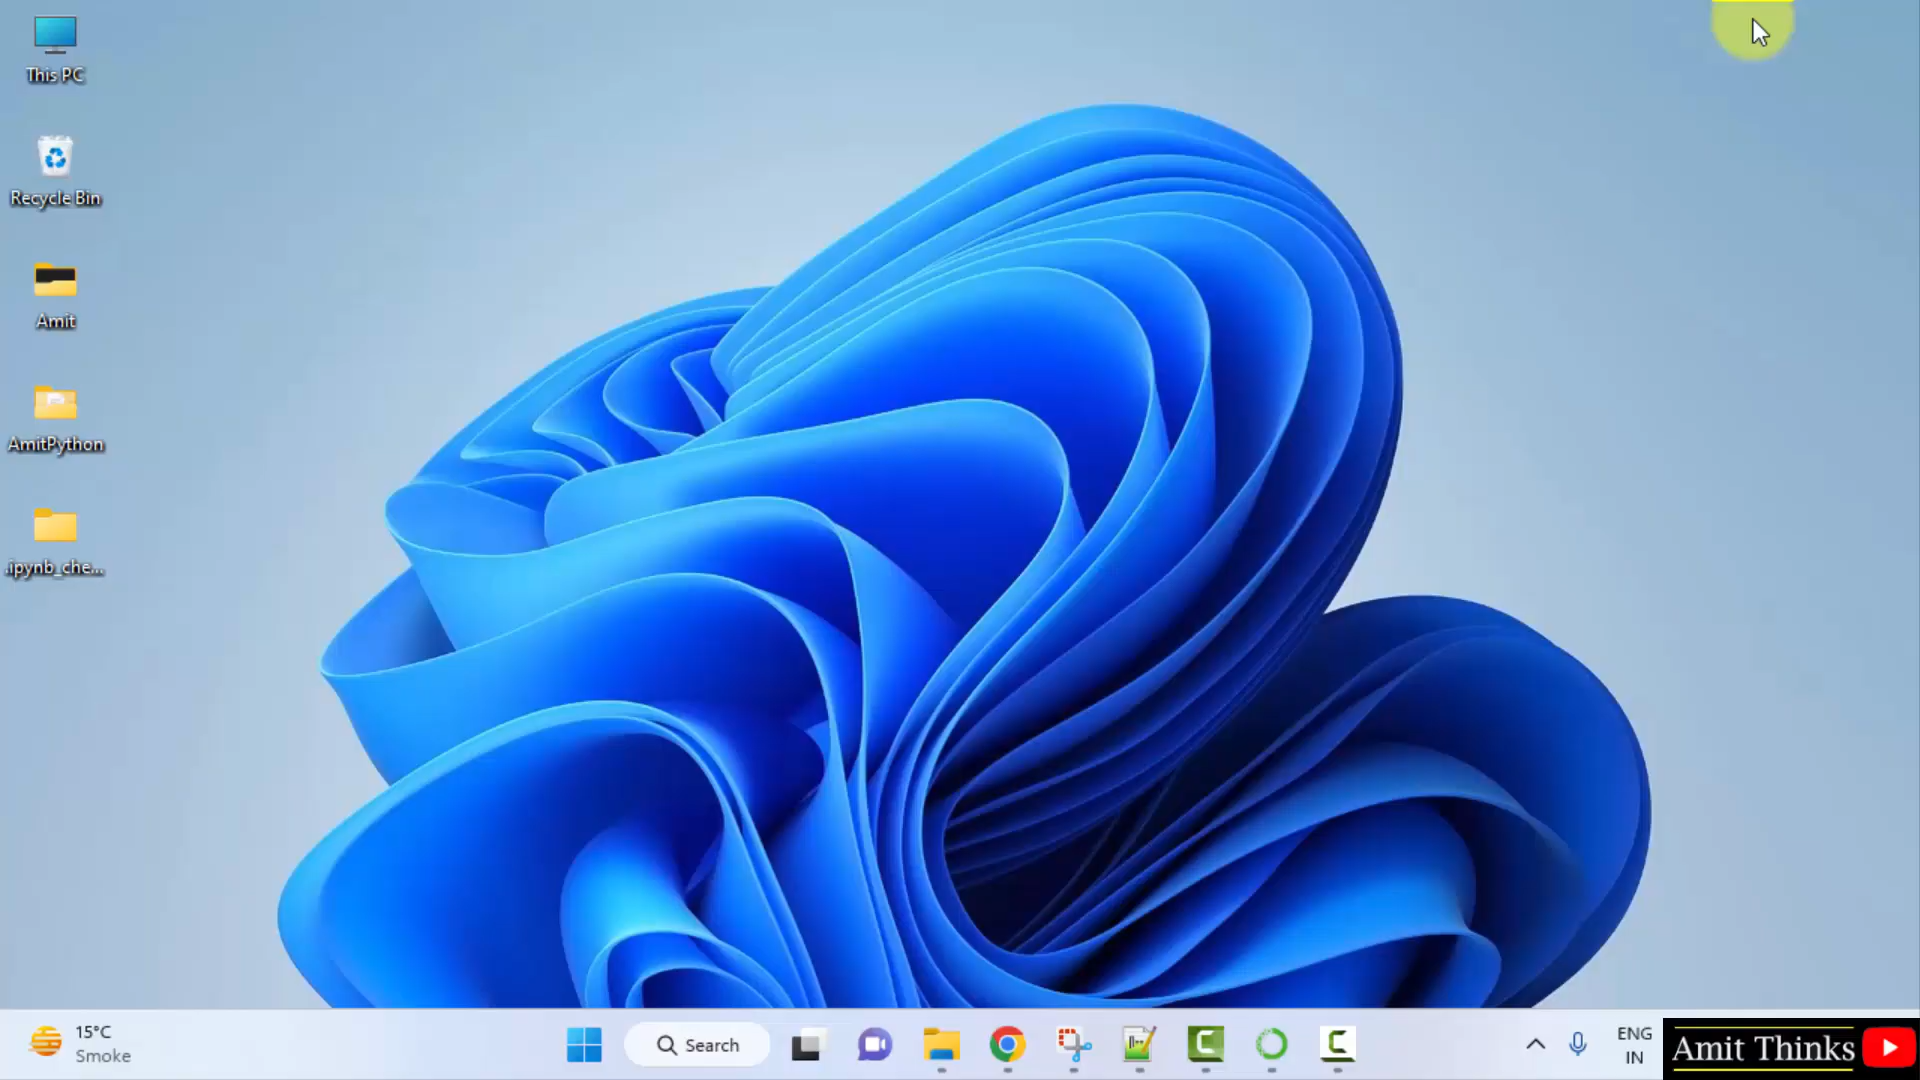 This PC
Recycle Bin
Amit
AmitPython
.ipynb_che...
15°C
Smoke
Search
ENG
IN
Amit Thinks